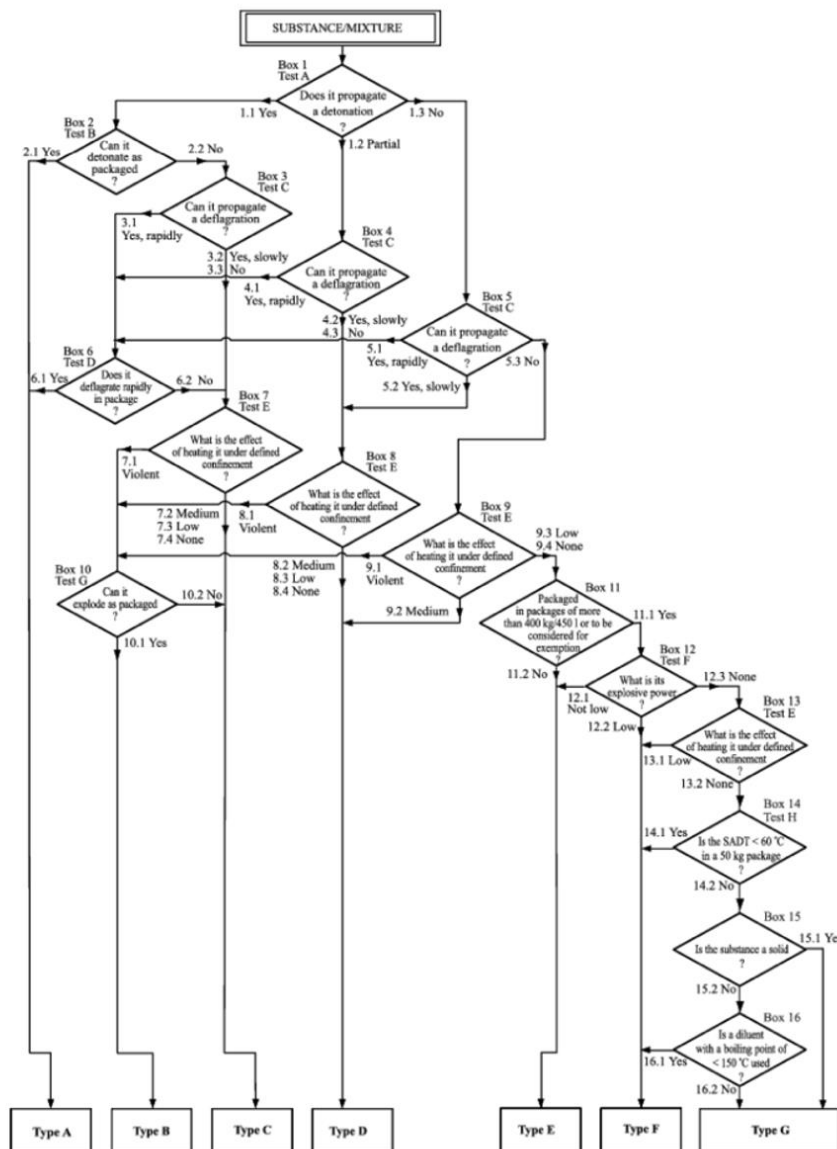 SUBSTANCE/MIXTURE
Box 1
Test A
Does it propagate
a detonation
?
1.1 Yes
1.3 No
1.2 Partial
Box 2
Test B
Can it
detonate as
packaged
?
2.1 Yes
2.2 No
Box 3
Test C
Can it propagate
a deflagration
?
3.1
Yes, rapidly
3.2 Yes, slowly
3.3 No
Box 4
Test C
Can it propagate
a deflagration
?
4.1
Yes, rapidly
4.2 Yes, slowly
4.3 No
Box 5
Test C
Can it propagate
a deflagration
?
5.1
Yes, rapidly
5.3 No
5.2 Yes, slowly
Box 6
Test D
Does it
deflagrate rapidly
in package
?
6.1 Yes
6.2 No
Box 7
Test E
What is the effect
of heating it under defined
confinement
?
7.1
Violent
7.2 Medium
7.3 Low
7.4 None
Box 8
Test E
What is the effect
of heating it under defined
confinement
?
8.1
Violent
8.2 Medium
8.3 Low
8.4 None
Box 9
Test E
What is the effect
of heating it under defined
confinement
?
9.1
Violent
9.2 Medium
9.3 Low
9.4 None
Box 10
Test G
Can it
explode as packaged
?
10.2 No
10.1 Yes
Box 11
Packaged
in packages of more
than 400 kg/450 l or to be
considered for
exemption
?
11.1 Yes
11.2 No
Box 12
Test F
What is its
explosive power
?
12.1
Not low
12.2 Low
12.3 None
Box 13
Test E
What is the effect
of heating it under defined
confinement
?
13.1 Low
13.2 None
Box 14
Test H
Is the SADT < 60 °C
in a 50 kg package
?
14.1 Yes
14.2 No
Box 15
Is the substance a solid
?
15.1 Ye
15.2 No
Box 16
Is a diluent
with a boiling point of
< 150 °C used
?
16.1 Yes
16.2 No
Type A
Type B
Type C
Type D
Type E
Type F
Type G